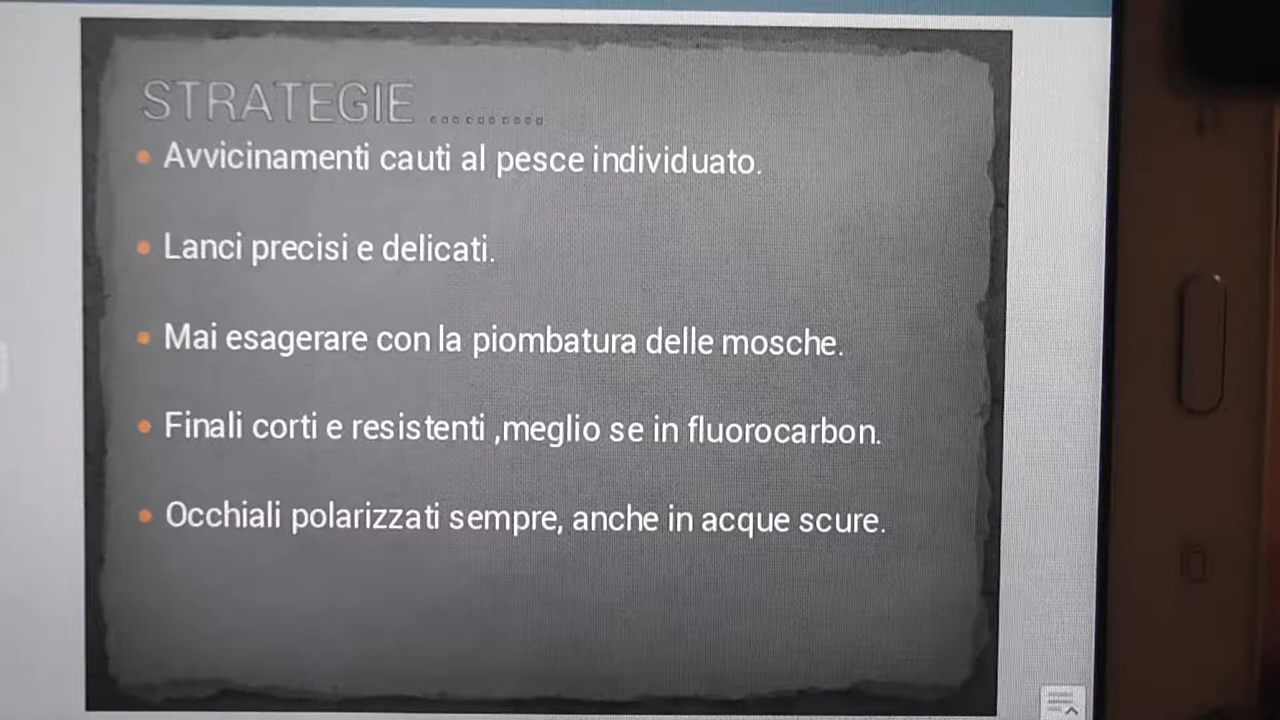 STRATEGIE ..........
• Avvicinamenti cauti al pesce individuato.
• Lanci precisi e delicati.
• Mai esagerare con la piombatura delle mosche.
• Finali corti e resistenti ,meglio se in fluorocarbon.
• Occhiali polarizzati sempre, anche in acque scure.